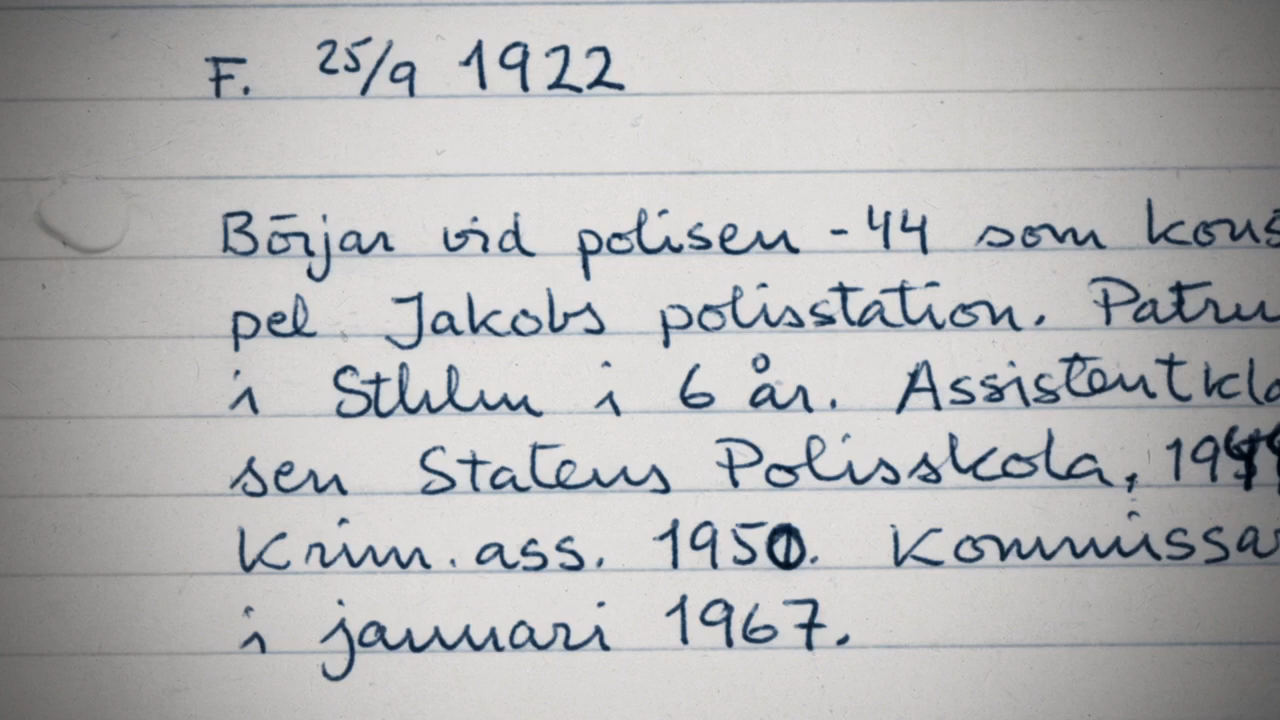 F. 25/9 1922
Börjar vid polisen -44 som kons
pel Jakobs polisstation. Patru
i Sthlm i 6 år. Assistentkla
sen Statens Polisskola,
Krim. ass. 1950. Kommissa
i januari 1967.